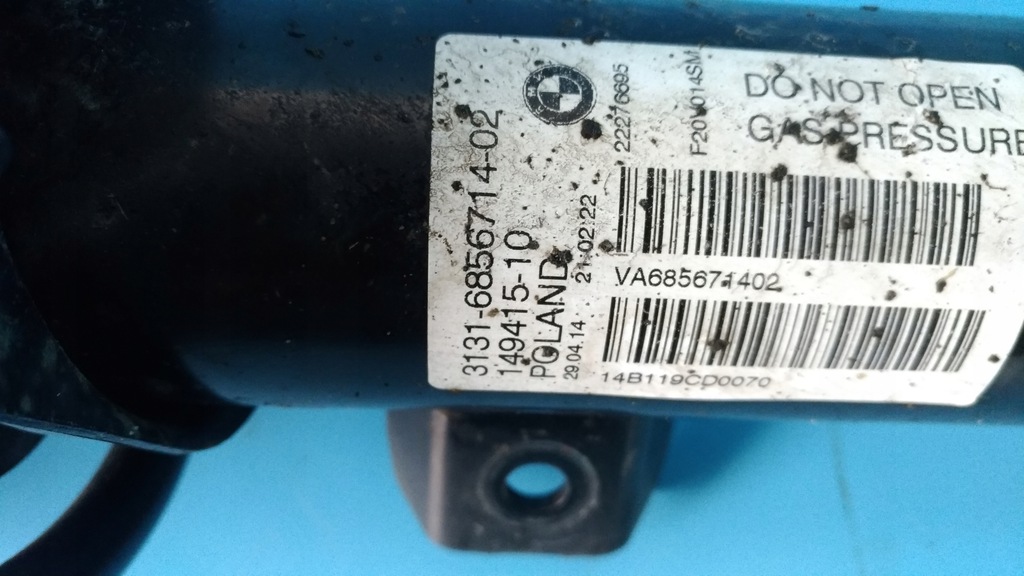 3131-6856714-02
149415-10
POLAND
29.04.14 21:02:22
22276695
DO NOT OPEN
GAS PRESSURE
VA685671402
14B119CD0070